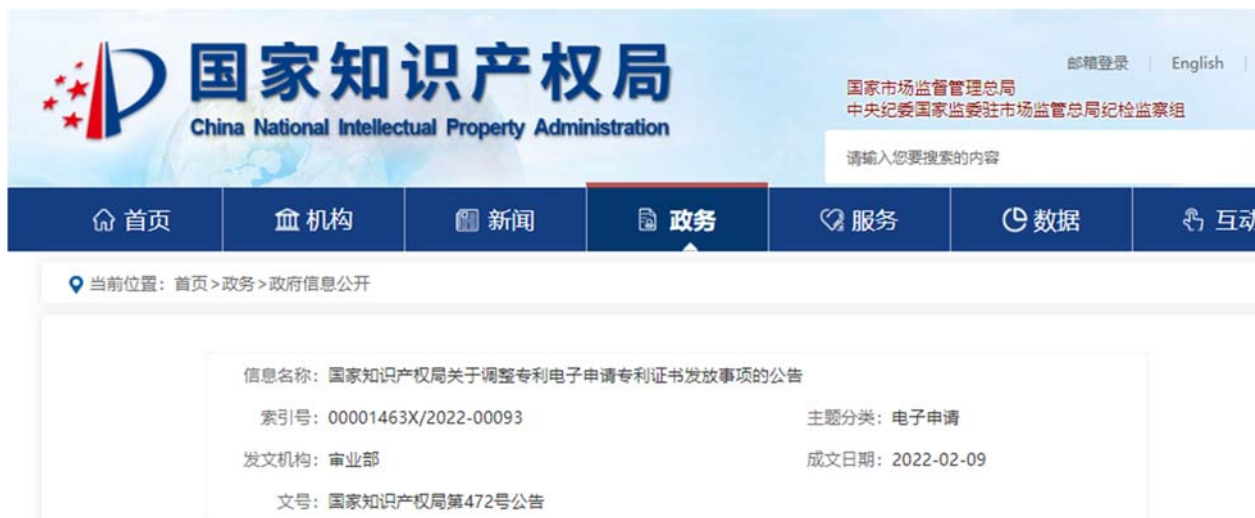 国家知识产权局
China National Intellectual Property Administration
邮箱登录 | English |
国家市场监督管理总局
中央纪委国家监委驻市场监管总局纪检监察组
请输入您要搜索的内容
首页 机构 新闻 政务 服务 数据 互动
当前位置：首页>政务>政府信息公开
信息名称：国家知识产权局关于调整专利电子申请专利证书发放事项的公告
索引号：00001463X/2022-00093 主题分类：电子申请
发文机构：审业部 成文日期：2022-02-09
文号：国家知识产权局第472号公告